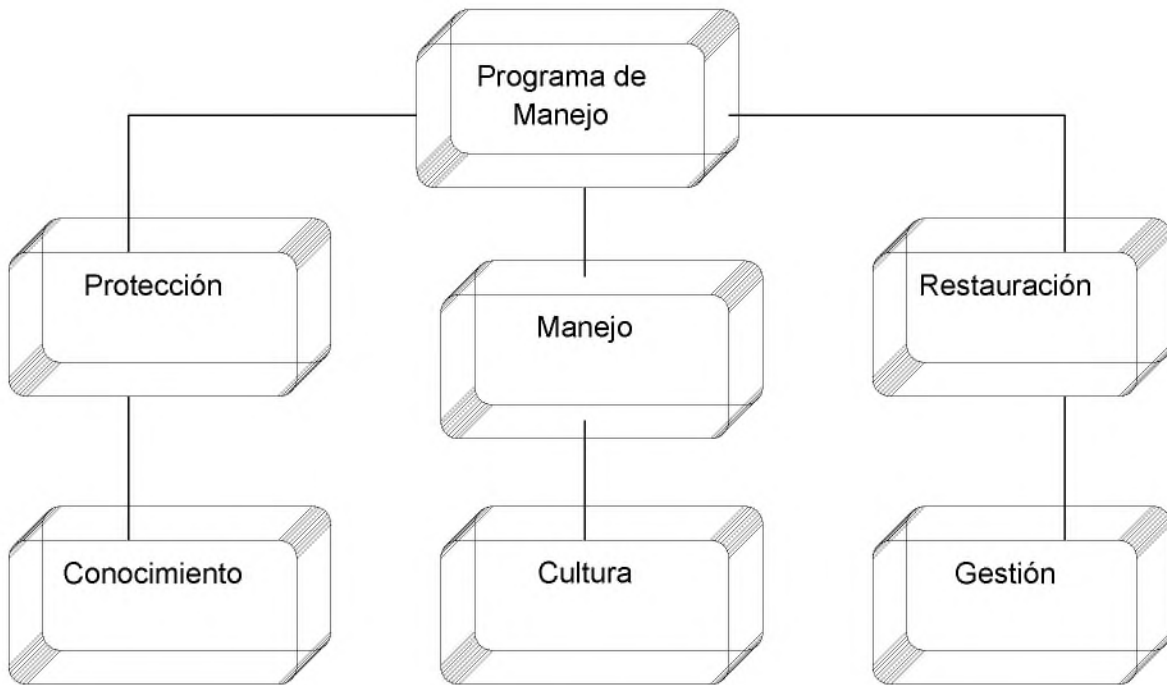 Programa de
Manejo
Protección
Manejo
Restauración
Conocimiento
Cultura
Gestión